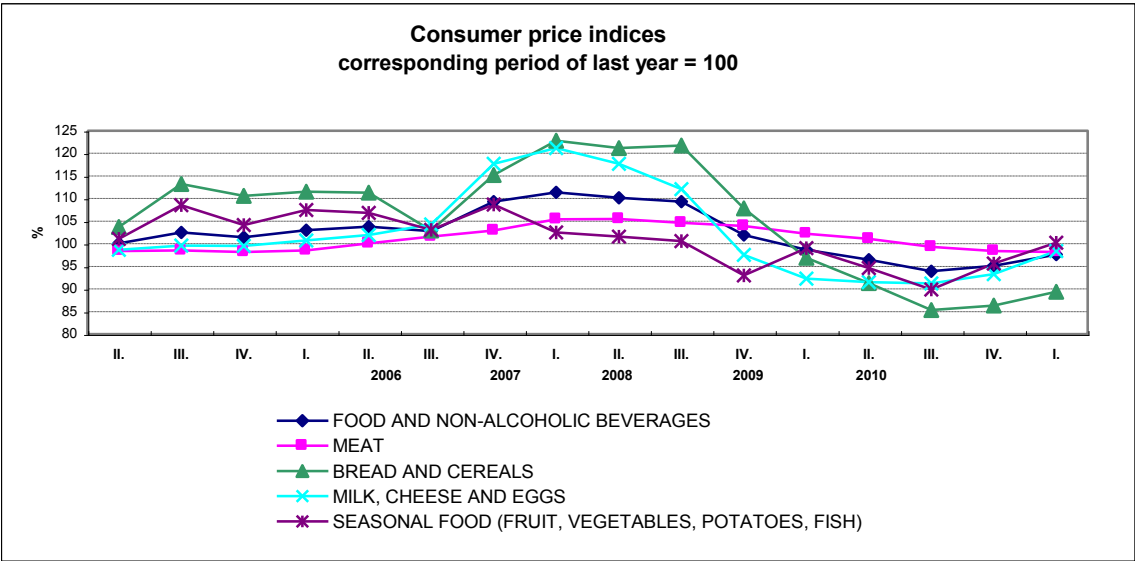 Consumer price indices
corresponding period of last year = 100
125
120
115
110
105
100
95
90
85
80
%
II. III. IV. I. II. III. IV. I. II. III. IV. I. II. III. IV. I.
2006 2007 2008 2009 2010
FOOD AND NON-ALCOHOLIC BEVERAGES
MEAT
BREAD AND CEREALS
MILK, CHEESE AND EGGS
SEASONAL FOOD (FRUIT, VEGETABLES, POTATOES, FISH)